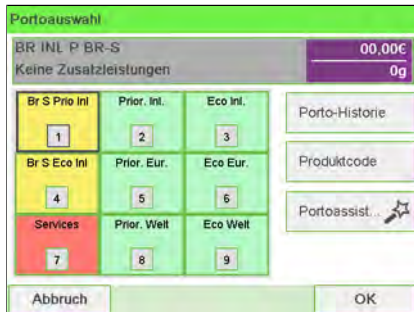 Portoauswahl
BR INL P BR-S
00,00€
Keine Zusatzleistungen
0g
Br S Prio Inl
Prior. Inl.
Eco Inl.
1
2
3
Porto-Historie
Br S Eco Inl
Prior. Eur.
Eco Eur.
Produktcode
4
5
6
Services
Prior. Welt
Eco Welt
Portoassist...
7
8
9
Abbruch
OK